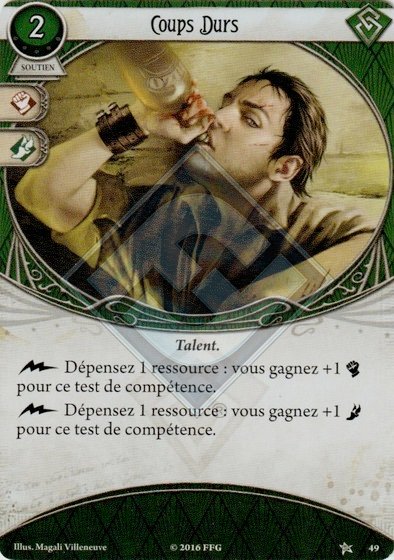 2
Coups Durs
SOUTIEN
Talent.
Dépensez 1 ressource : vous gagnez +1
pour ce test de compétence.
Dépensez 1 ressource : vous gagnez +1
pour ce test de compétence.
Illus. Magali Villeneuve © 2016 FFG 49